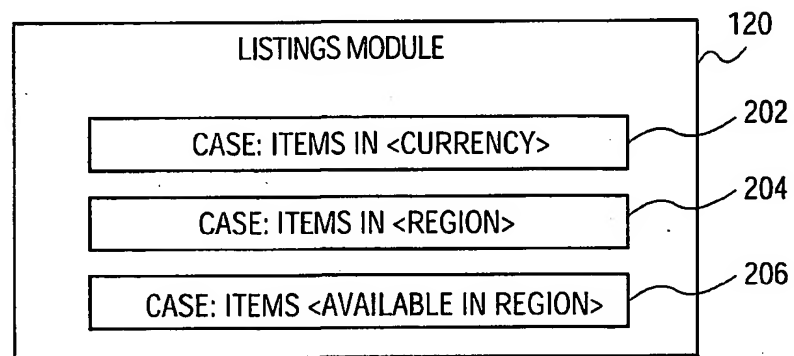 LISTINGS MODULE
120
CASE: ITEMS IN <CURRENCY>
202
CASE: ITEMS IN <REGION>
204
CASE: ITEMS <AVAILABLE IN REGION>
206